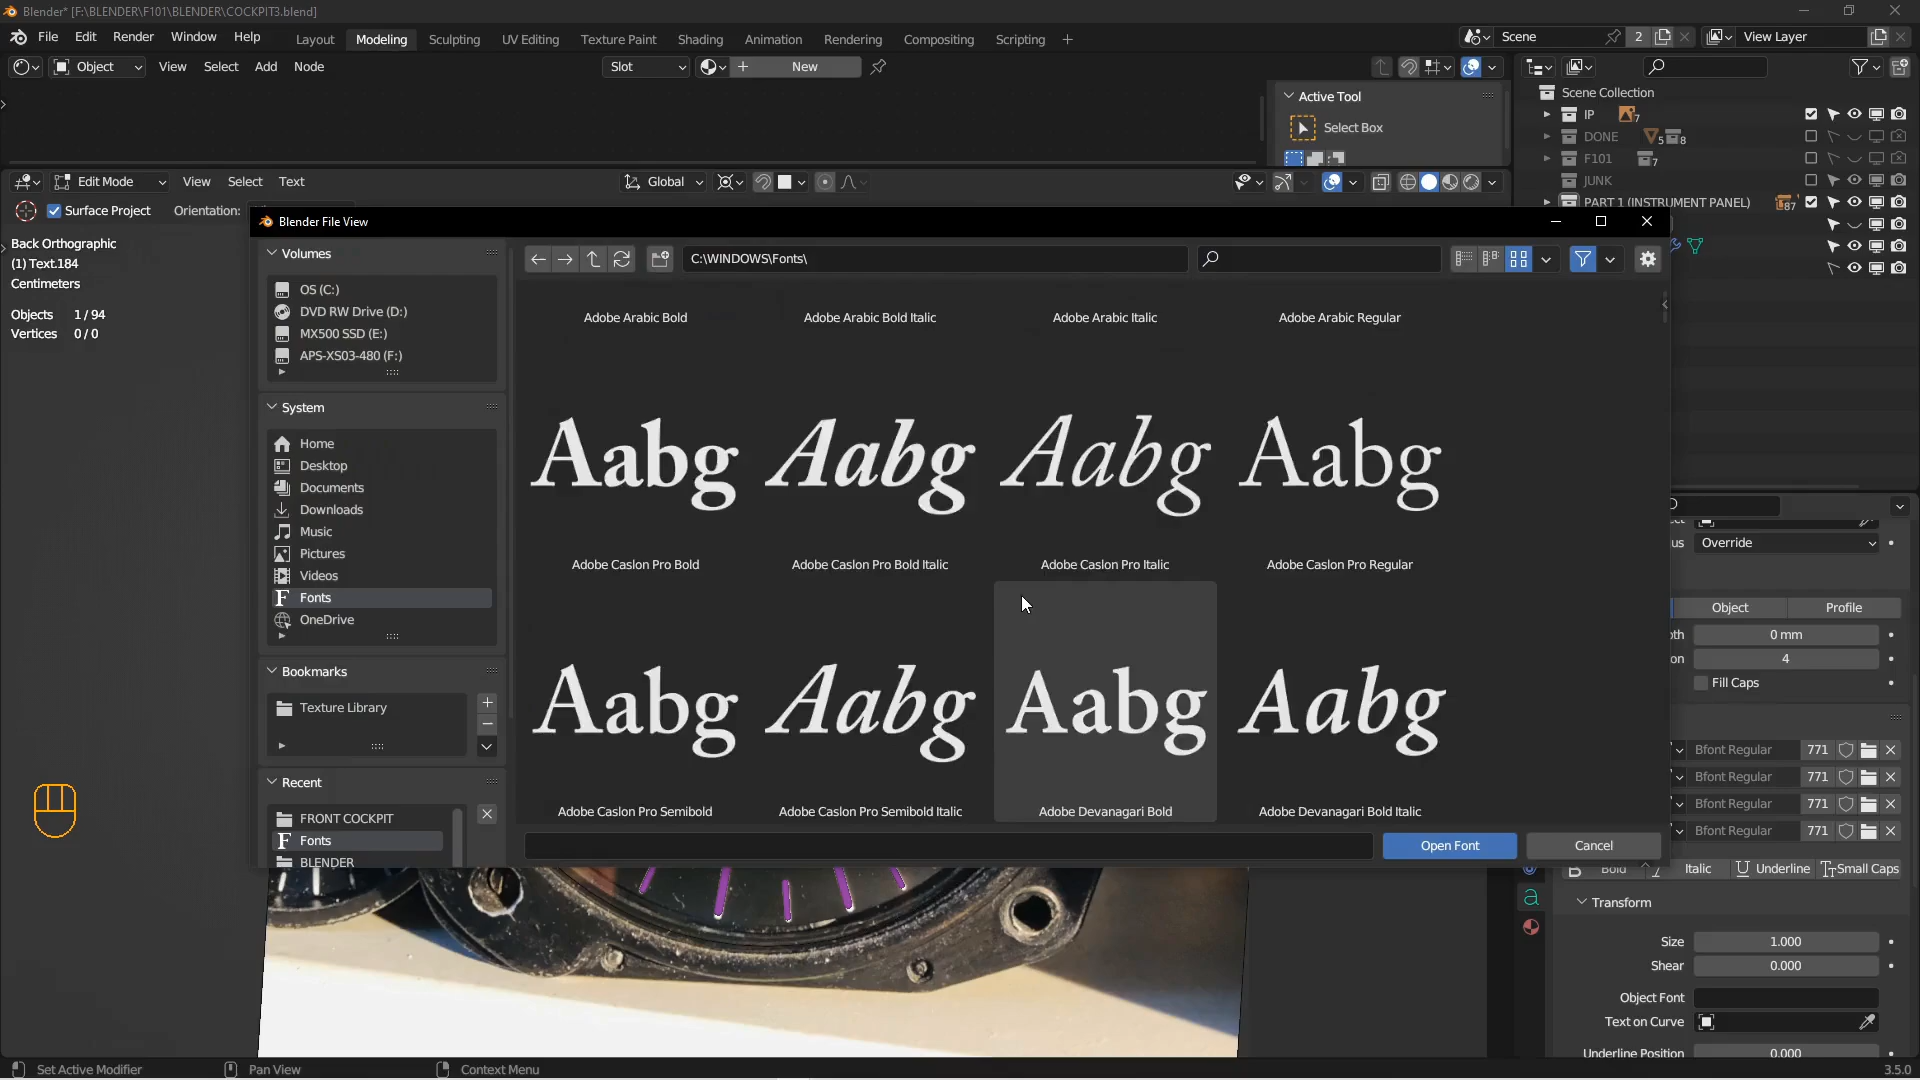 Blender* [F:\BLENDER\F101\BLENDER\COCKPIT3.blend]
File Edit Render Window Help Layout Modeling Sculpting UV Editing Texture Paint Shading Animation Rendering Compositing Scripting + Scene 2 View Layer
Object View Select Add Node Slot New
Active Tool
Select Box
Scene Collection
IP 7
DONE 5 8
F101 7
JUNK
PART 1 (INSTRUMENT PANEL) 87
Edit Mode View Select Text Global
Surface Project Orientation:
Back Orthographic
(1) Text.184
Centimeters
Objects 1/94
Vertices 0/0
Blender File View
Volumes
OS (C:)
DVD RW Drive (D:)
MX500 SSD (E:)
APS-XS03-480 (F:)
System
Home
Desktop
Documents
Downloads
Music
Pictures
Videos
Fonts
OneDrive
Bookmarks
Texture Library
Recent
FRONT COCKPIT
Fonts
BLENDER
C:\WINDOWS\Fonts\
Adobe Arabic Bold Adobe Arabic Bold Italic Adobe Arabic Italic Adobe Arabic Regular
Aabg Aabg Aabg Aabg
Adobe Caslon Pro Bold Adobe Caslon Pro Bold Italic Adobe Caslon Pro Italic Adobe Caslon Pro Regular
Aabg Aabg Aabg Aabg
Adobe Caslon Pro Semibold Adobe Caslon Pro Semibold Italic Adobe Devanagari Bold Adobe Devanagari Bold Italic
Open Font Cancel
us Override
Object Profile
0 mm
on 4
Fill Caps
Bfont Regular 771
Bfont Regular 771
Bfont Regular 771
Bfont Regular 771
Bold Italic Underline Small Caps
Transform
Size 1.000
Shear 0.000
Object Font
Text on Curve
Underline Position 0.000
Set Active Modifier Pan View Context Menu 3.5.0